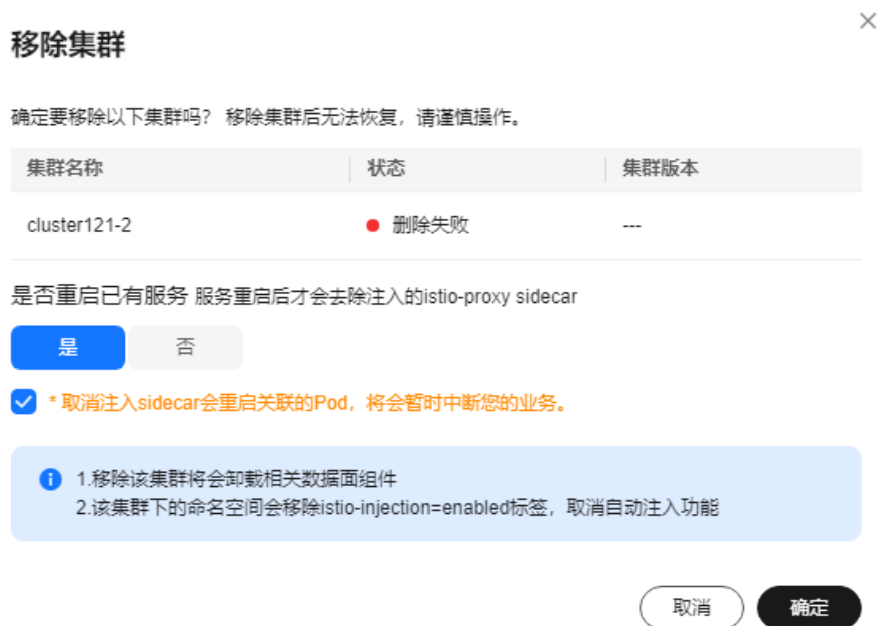 移除集群
确定要移除以下集群吗? 移除集群后无法恢复，请谨慎操作。
集群名称 状态 集群版本
cluster121-2 删除失败 ---
是否重启已有服务 服务重启后才会去除注入的istio-proxy sidecar
是 否
* 取消注入sidecar会重启关联的Pod，将会暂时中断您的业务。
1.移除该集群将会卸载相关数据面组件
2.该集群下的命名空间会移除istio-injection=enabled标签，取消自动注入功能
取消 确定